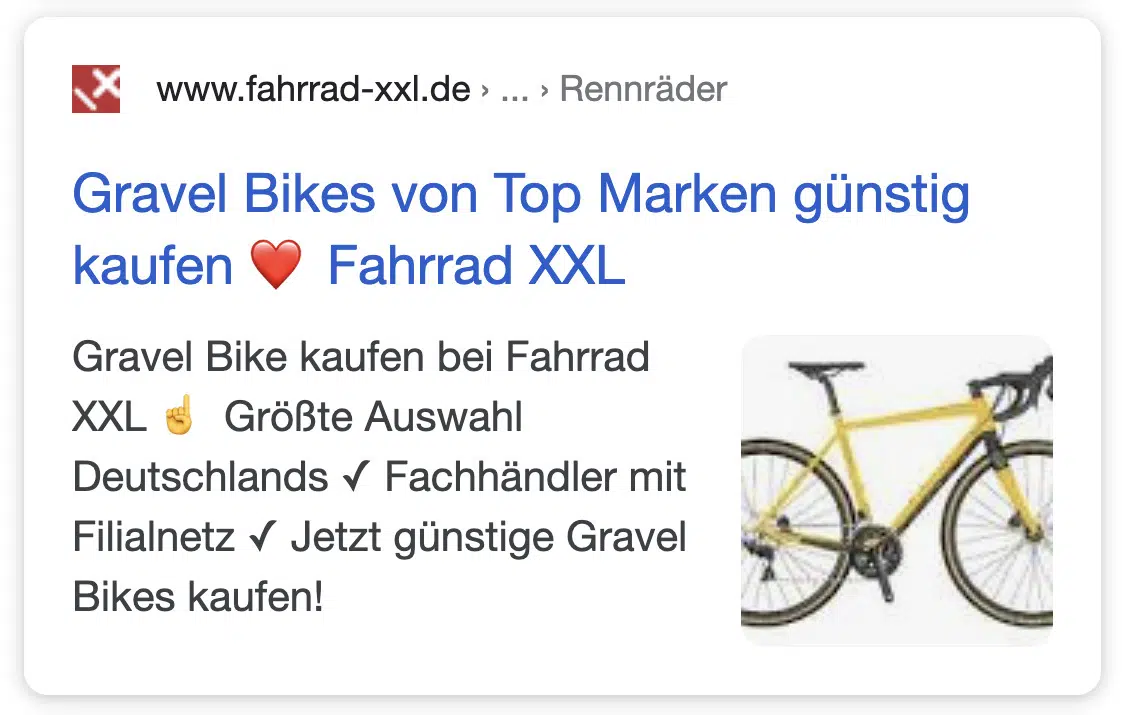 www.fahrrad-xxl.de › ... › Rennräder
Gravel Bikes von Top Marken günstig
kaufen ❤️ Fahrrad XXL
Gravel Bike kaufen bei Fahrrad
XXL ☝️ Größte Auswahl
Deutschlands ✓ Fachhändler mit
Filialnetz ✓ Jetzt günstige Gravel
Bikes kaufen!